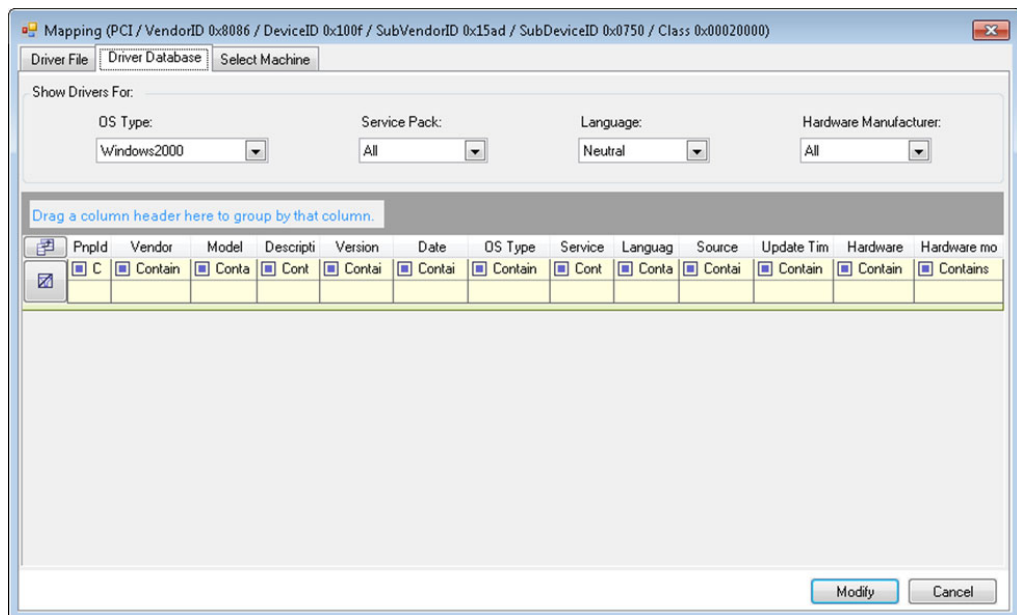 Mapping (PCI / VendorID 0x8086 / DeviceID 0x100f / SubVendorID 0x15ad / SubDeviceID 0x0750 / Class 0x00020000)
Driver File Driver Database Select Machine
Show Drivers For:
OS Type: Service Pack: Language: Hardware Manufacturer:
Windows2000 All Neutral All
Drag a column header here to group by that column.
PnpId Vendor Model Descripti Version Date OS Type Service Languag Source Update Tim Hardware Hardware mo
C Contain Conta Cont Contai Contai Contain Cont Conta Contai Contain Contain Contains
Modify Cancel